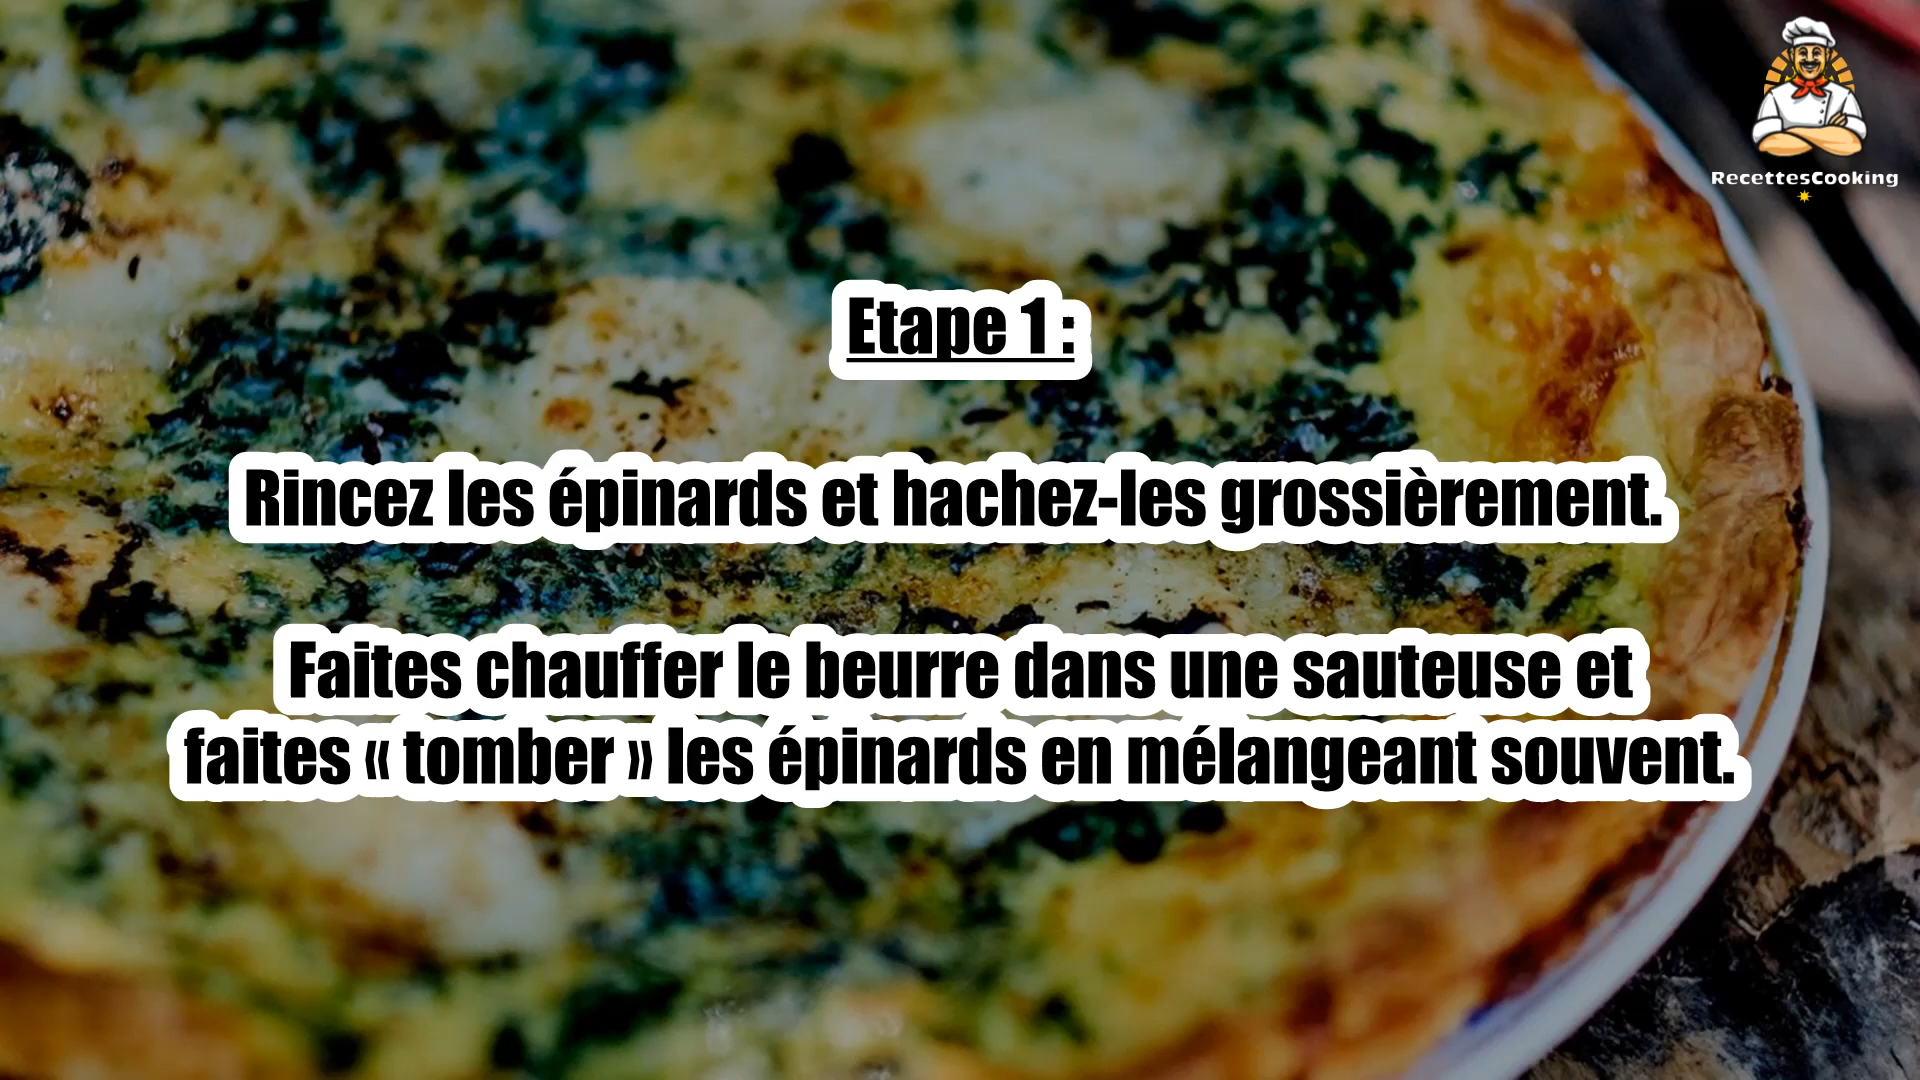 RecettesCooking
Etape 1 :
Rincez les épinards et hachez-les grossièrement.
Faites chauffer le beurre dans une sauteuse et
faites « tomber » les épinards en mélangeant souvent.